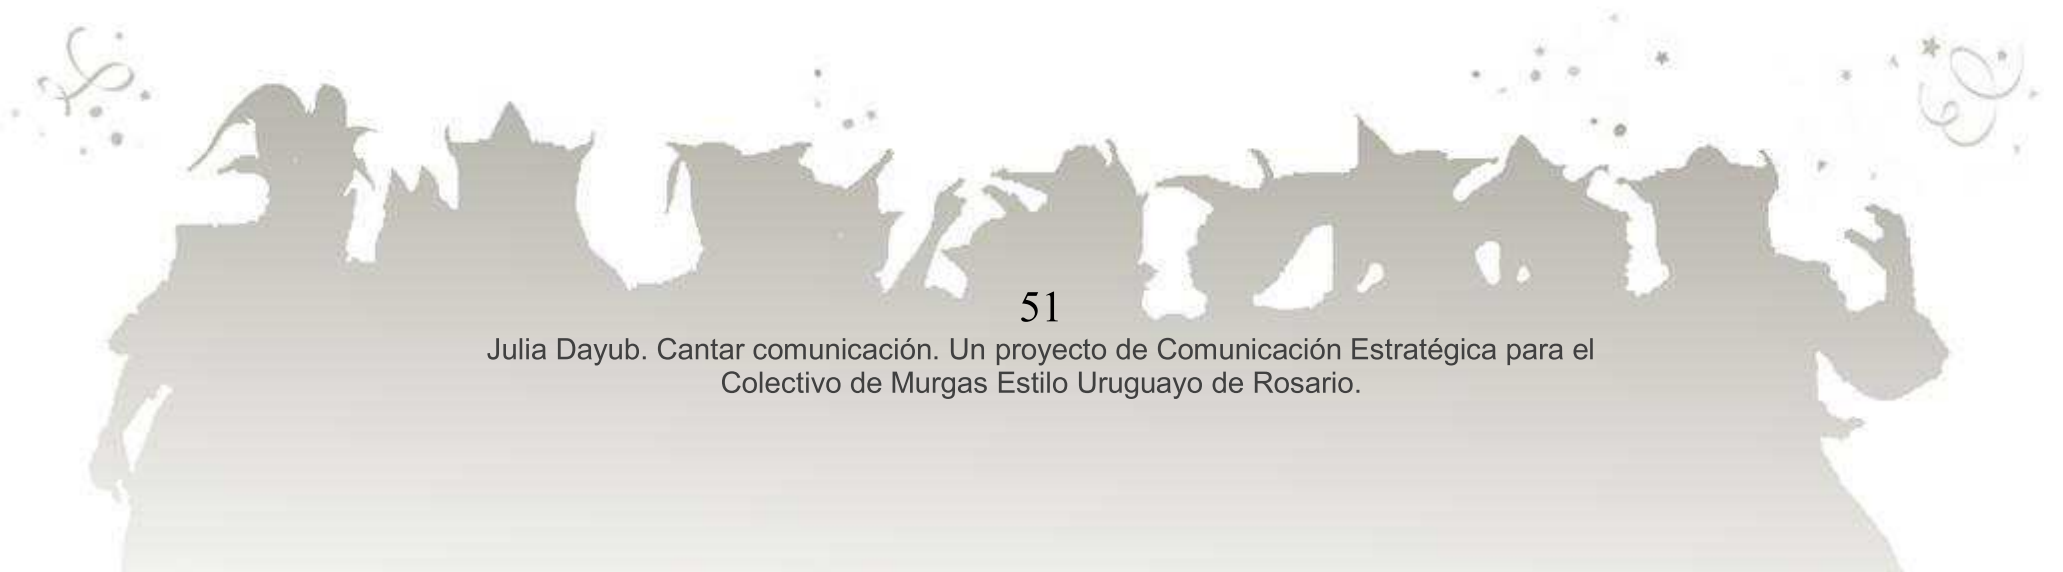 51
Julia Dayub. Cantar comunicación. Un proyecto de Comunicación Estratégica para el
Colectivo de Murgas Estilo Uruguayo de Rosario.